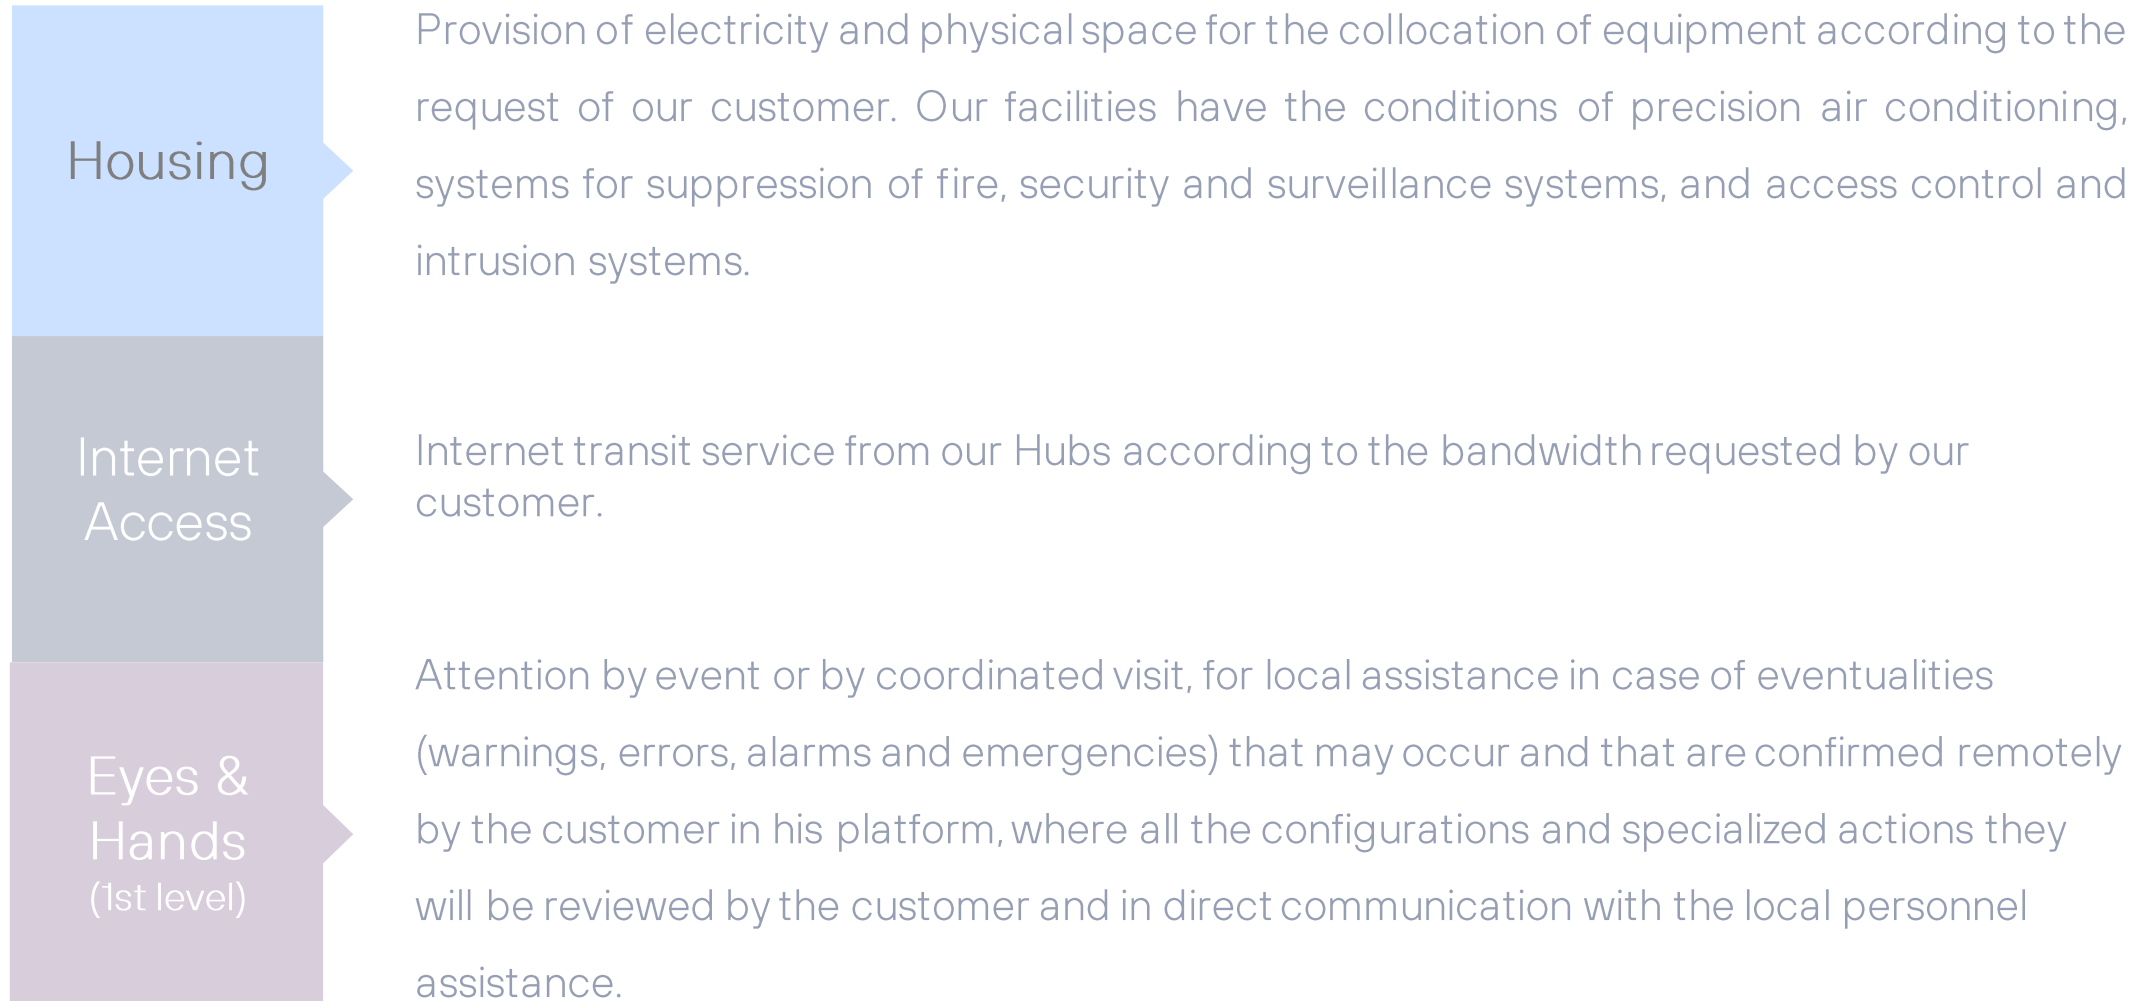 Housing
Provision of electricity and physical space for the collocation of equipment according to the
request of our customer. Our facilities have the conditions of precision air conditioning,
systems for suppression of fire, security and surveillance systems, and access control and
intrusion systems.
Internet
Access
Internet transit service from our Hubs according to the bandwidth requested by our
customer.
Eyes &
Hands
(1st level)
Attention by event or by coordinated visit, for local assistance in case of eventualities
(warnings, errors, alarms and emergencies) that may occur and that are confirmed remotely
by the customer in his platform, where all the configurations and specialized actions they
will be reviewed by the customer and in direct communication with the local personnel
assistance.